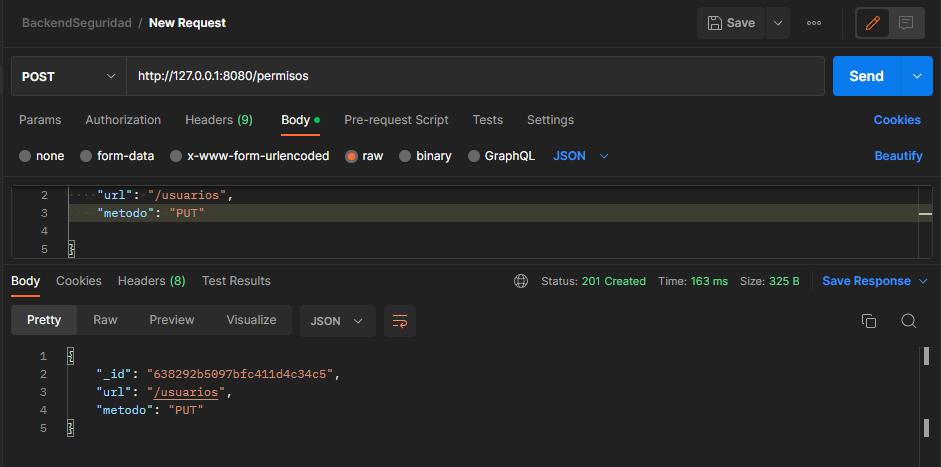 BackendSeguridad / New Request
Save
POST
http://127.0.0.1:8080/permisos
Send
Params Authorization Headers (9) Body Pre-request Script Tests Settings Cookies
none form-data x-www-form-urlencoded raw binary GraphQL JSON Beautify
2 "url": "/usuarios",
3 "metodo": "PUT"
4
5 }
Body Cookies Headers (8) Test Results Status: 201 Created Time: 163 ms Size: 325 B Save Response
Pretty Raw Preview Visualize JSON
1 {
2 "_id": "638292b5097bfc411d4c34c5",
3 "url": "/usuarios",
4 "metodo": "PUT"
5 }